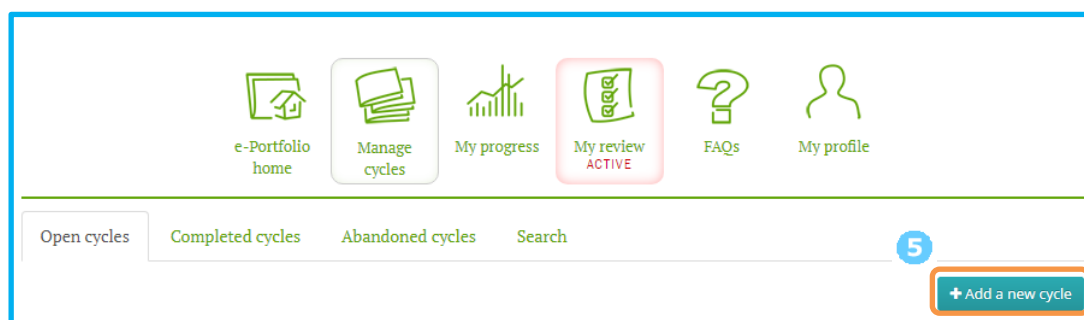 e-Portfolio
home
Manage
cycles
My progress
My review
ACTIVE
FAQs
My profile
Open cycles
Completed cycles
Abandoned cycles
Search
5
+ Add a new cycle